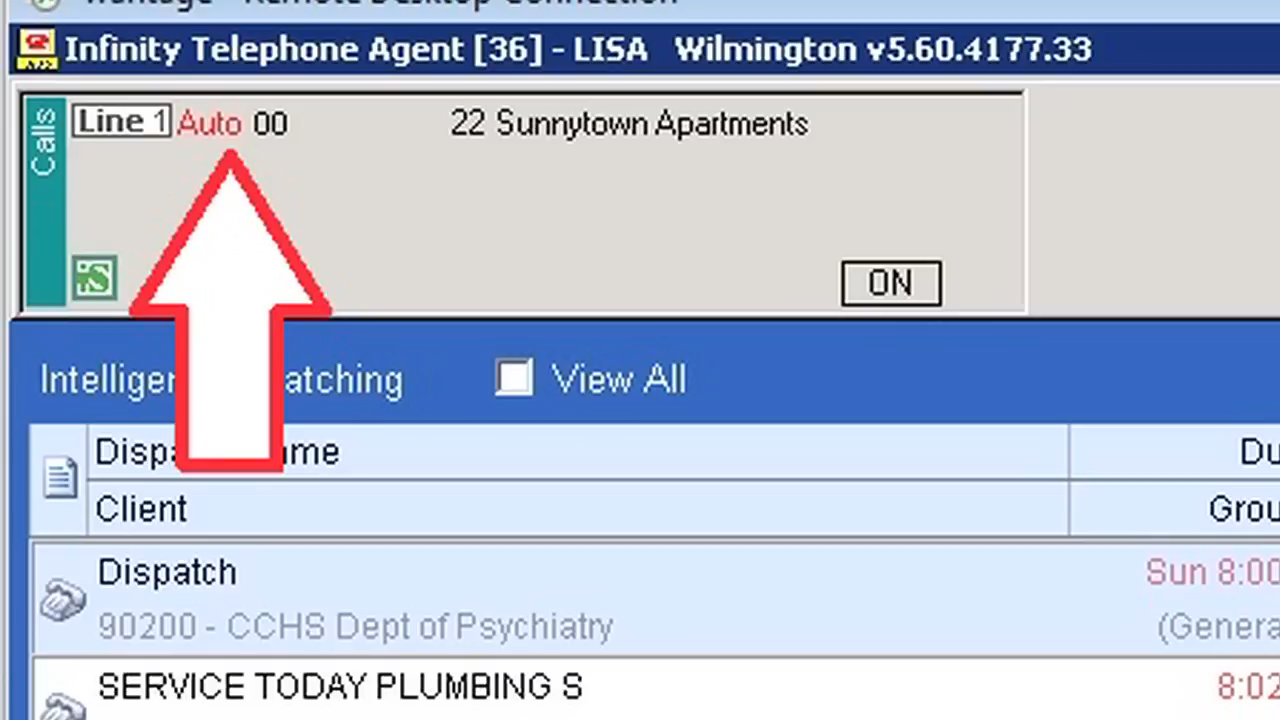 Infinity Telephone Agent [36] - LISA Wilmington v5.60.4177.33
Calls
Line 1 Auto 00 22 Sunnytown Apartments
ON
View All
Client
Dispatch Sun 8:00
90200 - CCHS Dept of Psychiatry
SERVICE TODAY PLUMBING S 8:02